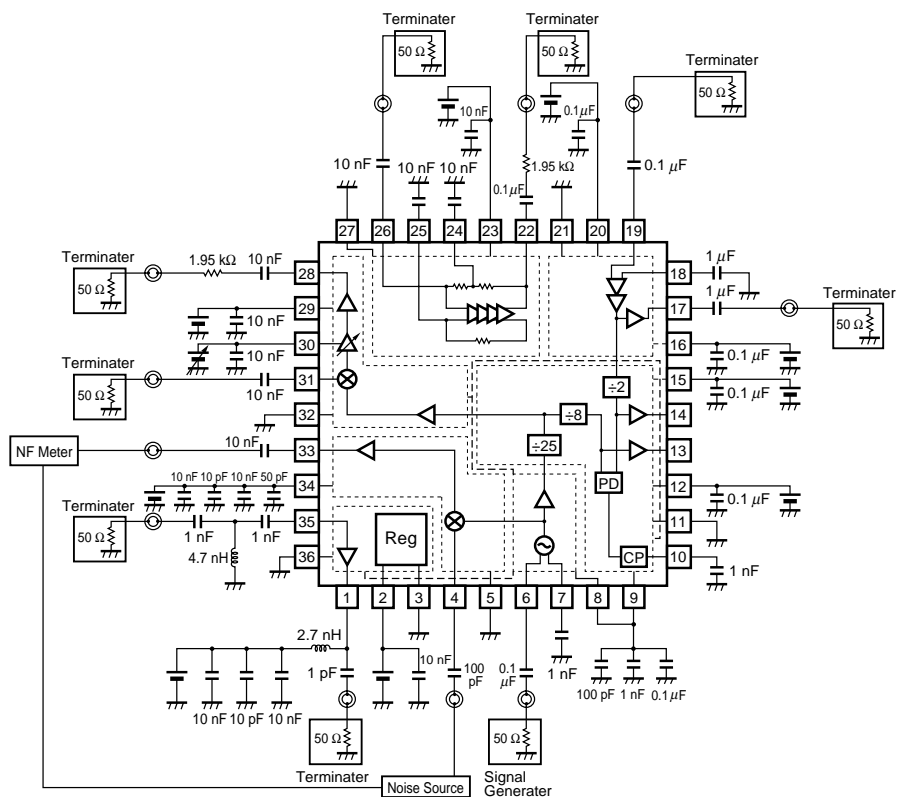 Terminater
50 Ω
Terminater
50 Ω
Terminater
50 Ω
10 nF
0.1 μF
10 nF
10 nF
10 nF
1.95 kΩ
0.1 μF
0.1 μF
27
26
25
24
23
22
21
20
19
Terminater
50 Ω
1.95 kΩ
10 nF
28
18
1 μF
29
10 nF
17
1 μF
Terminater
50 Ω
30
10 nF
16
0.1 μF
Terminater
50 Ω
10 nF
31
÷2
15
0.1 μF
32
÷8
14
NF Meter
10 nF
33
÷25
13
10 nF
10 pF
10 nF
50 pF
34
PD
12
0.1 μF
Terminater
50 Ω
1 nF
1 nF
35
11
4.7 nH
36
Reg
CP
10
1 nF
1
2
3
4
5
6
7
8
9
2.7 nH
1 pF
10 nF
100 pF
0.1 μF
1 nF
10 nF
10 pF
10 nF
100 pF
1 nF
0.1 μF
50 Ω
Terminater
Noise Source
50 Ω
Signal
Generater